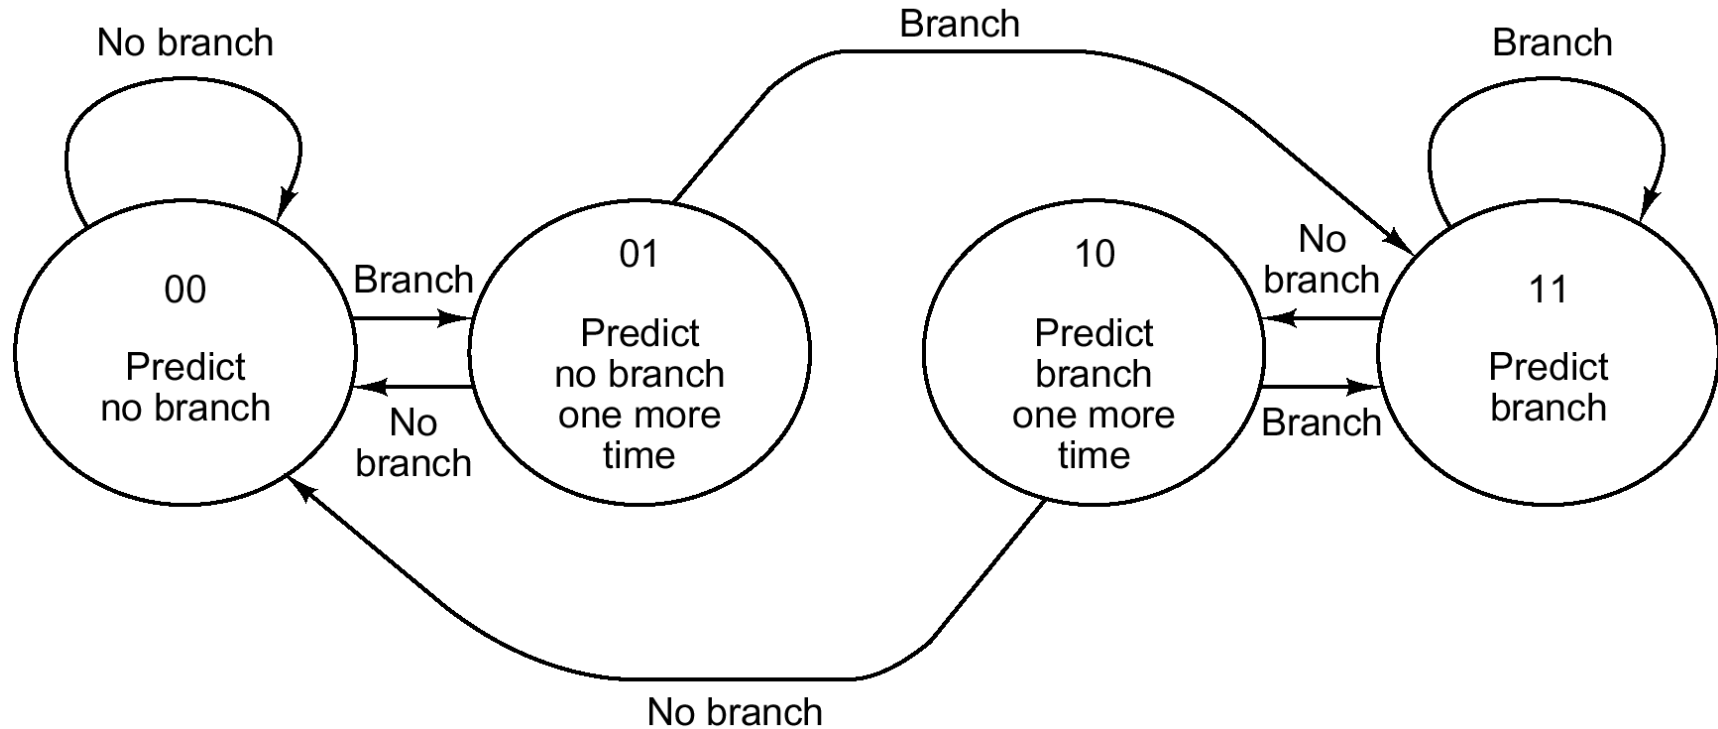 No branch
Branch
Branch
00
Predict
no branch
Branch
No
branch
01
Predict
no branch
one more
time
10
Predict
branch
one more
time
No
branch
Branch
11
Predict
branch
No branch